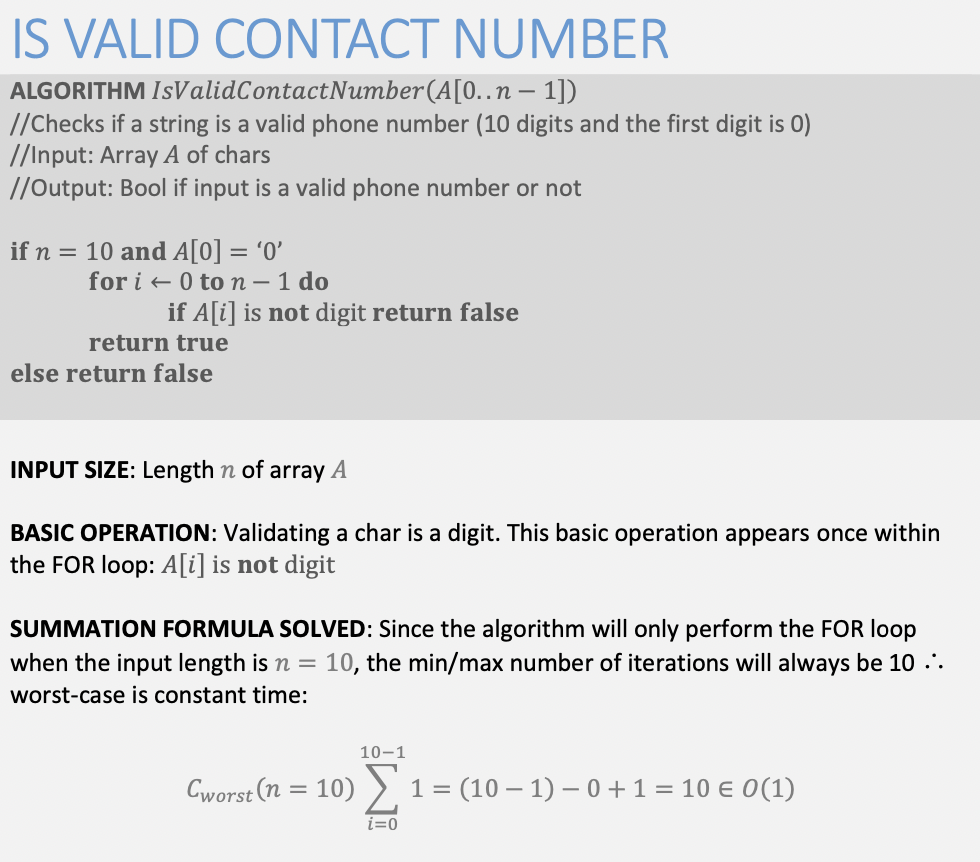 IS VALID CONTACT NUMBER
ALGORITHM IsValidContactNumber(A[0..n − 1])
//Checks if a string is a valid phone number (10 digits and the first digit is 0)
//Input: Array A of chars
//Output: Bool if input is a valid phone number or not
if n = 10 and A[0] = ‘0’
for i ← 0 to n − 1 do
if A[i] is not digit return false
return true
else return false
INPUT SIZE: Length n of array A
BASIC OPERATION: Validating a char is a digit. This basic operation appears once within
the FOR loop: A[i] is not digit
SUMMATION FORMULA SOLVED: Since the algorithm will only perform the FOR loop
when the input length is n = 10, the min/max number of iterations will always be 10 ∴
worst-case is constant time:
10−1
C_worst(n = 10) ∑ 1 = (10 − 1) − 0 + 1 = 10 ∈ O(1)
i=0